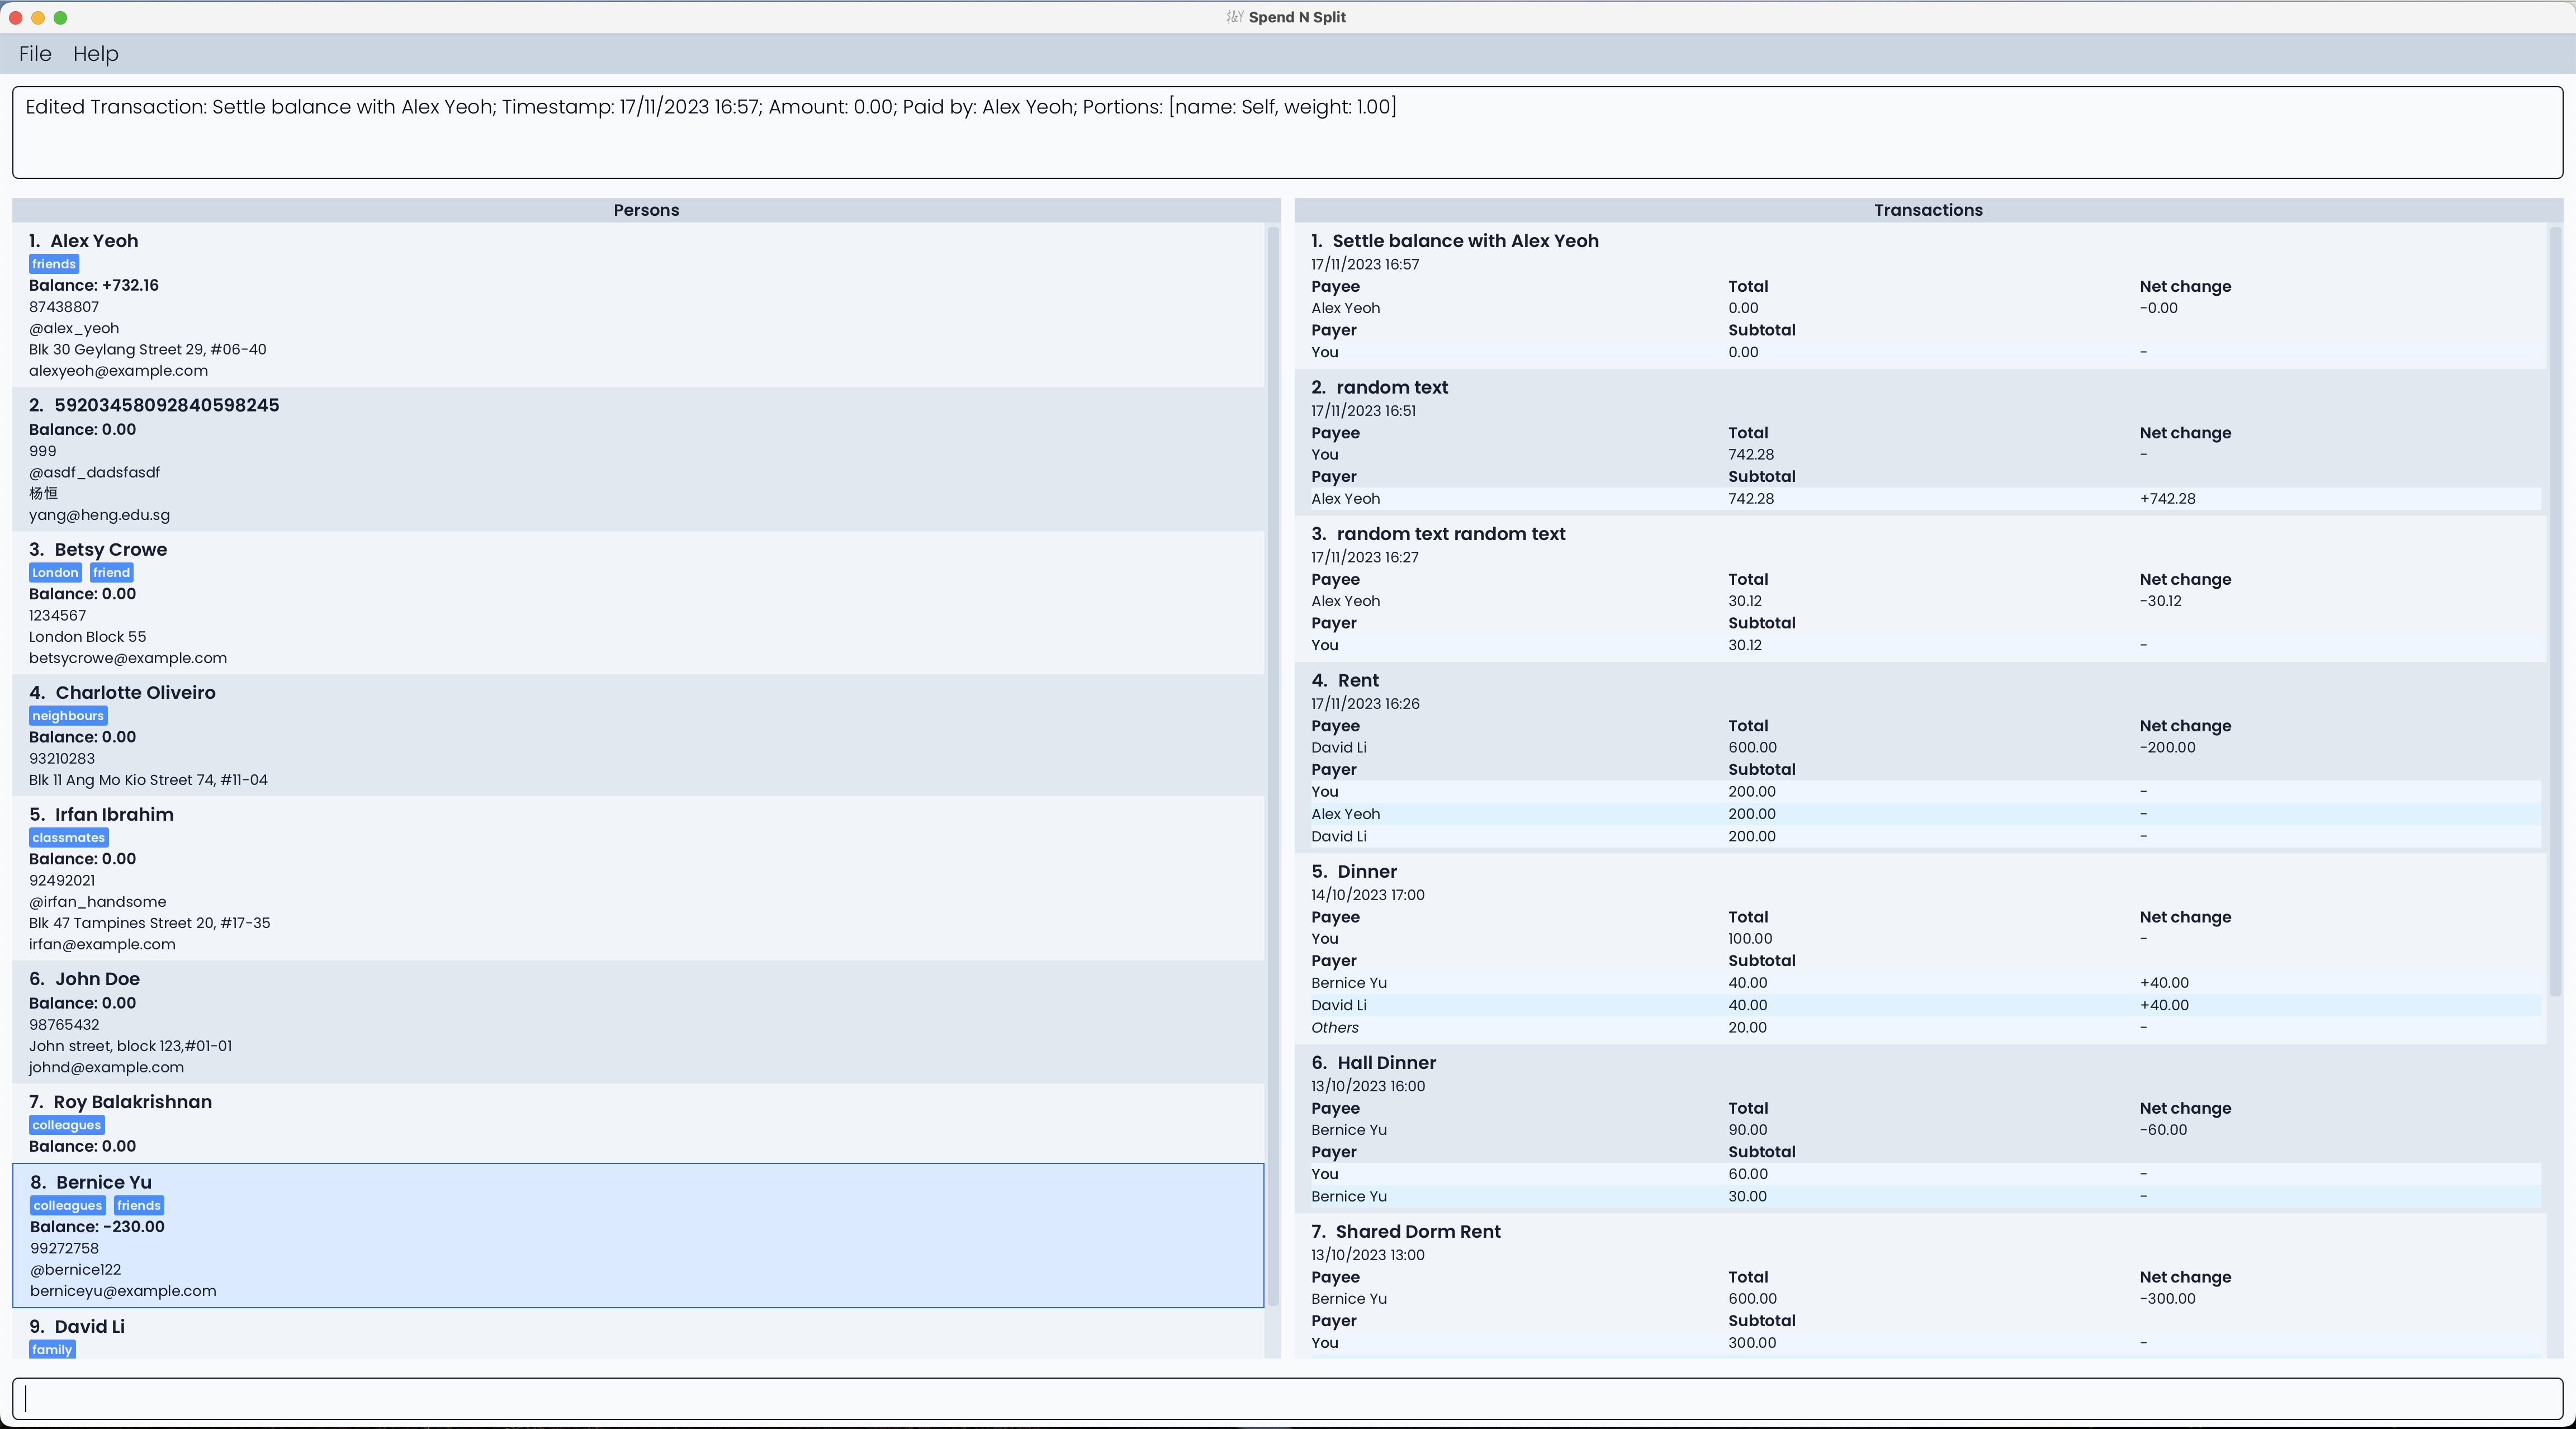 Spend N Split
File Help
Edited Transaction: Settle balance with Alex Yeoh; Timestamp: 17/11/2023 16:57; Amount: 0.00; Paid by: Alex Yeoh; Portions: [name: Self, weight: 1.00]
Persons
1. Alex Yeoh
friends
Balance: +732.16
87438807
@alex_yeoh
Blk 30 Geylang Street 29, #06-40
alexyeoh@example.com
2. 59203458092840598245
Balance: 0.00
999
@asdf_dadsfasdf
杨恒
yang@heng.edu.sg
3. Betsy Crowe
London friend
Balance: 0.00
1234567
London Block 55
betsycrowe@example.com
4. Charlotte Oliveiro
neighbours
Balance: 0.00
93210283
Blk 11 Ang Mo Kio Street 74, #11-04
5. Irfan Ibrahim
classmates
Balance: 0.00
92492021
@irfan_handsome
Blk 47 Tampines Street 20, #17-35
irfan@example.com
6. John Doe
Balance: 0.00
98765432
John street, block 123,#01-01
johnd@example.com
7. Roy Balakrishnan
colleagues
Balance: 0.00
8. Bernice Yu
colleagues friends
Balance: -230.00
99272758
@bernice122
berniceyu@example.com
9. David Li
family
Transactions
1. Settle balance with Alex Yeoh
17/11/2023 16:57
Payee Total Net change
Alex Yeoh 0.00 -0.00
Payer Subtotal
You 0.00 -
2. random text
17/11/2023 16:51
Payee Total Net change
You 742.28 -
Payer Subtotal
Alex Yeoh 742.28 +742.28
3. random text random text
17/11/2023 16:27
Payee Total Net change
Alex Yeoh 30.12 -30.12
Payer Subtotal
You 30.12 -
4. Rent
17/11/2023 16:26
Payee Total Net change
David Li 600.00 -200.00
Payer Subtotal
You 200.00 -
Alex Yeoh 200.00 -
David Li 200.00 -
5. Dinner
14/10/2023 17:00
Payee Total Net change
You 100.00 -
Payer Subtotal
Bernice Yu 40.00 +40.00
David Li 40.00 +40.00
Others 20.00 -
6. Hall Dinner
13/10/2023 16:00
Payee Total Net change
Bernice Yu 90.00 -60.00
Payer Subtotal
You 60.00 -
Bernice Yu 30.00 -
7. Shared Dorm Rent
13/10/2023 13:00
Payee Total Net change
Bernice Yu 600.00 -300.00
Payer Subtotal
You 300.00 -